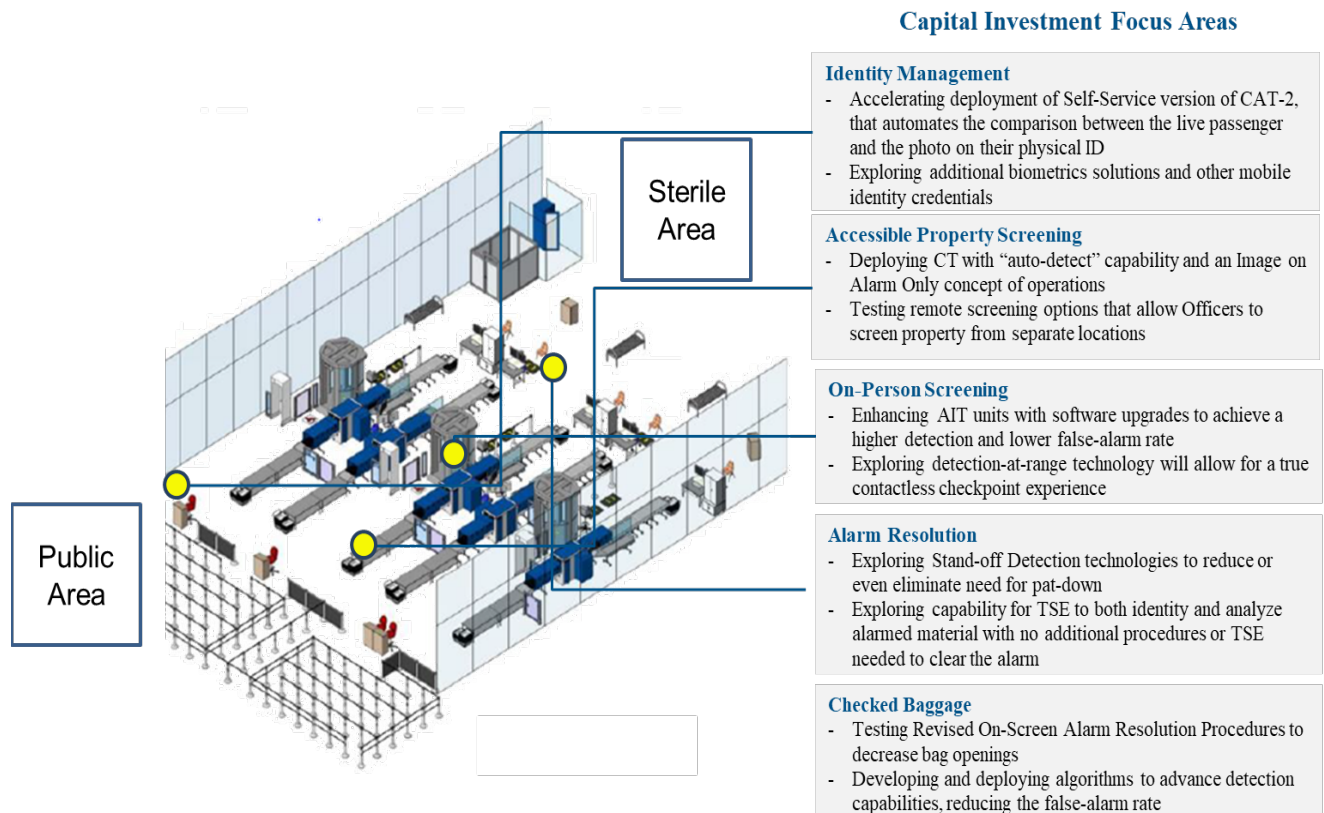 Capital Investment Focus Areas
Identity Management
- Accelerating deployment of Self-Service version of CAT-2,
that automates the comparison between the live passenger
and the photo on their physical ID
- Exploring additional biometrics solutions and other mobile
identity credentials
Sterile
Area
Accessible Property Screening
- Deploying CT with “auto-detect” capability and an Image on
Alarm Only concept of operations
- Testing remote screening options that allow Officers to
screen property from separate locations
On-Person Screening
- Enhancing AIT units with software upgrades to achieve a
higher detection and lower false-alarm rate
- Exploring detection-at-range technology will allow for a true
contactless checkpoint experience
Public
Area
Alarm Resolution
- Exploring Stand-off Detection technologies to reduce or
even eliminate need for pat-down
- Exploring capability for TSE to both identity and analyze
alarmed material with no additional procedures or TSE
needed to clear the alarm
Checked Baggage
- Testing Revised On-Screen Alarm Resolution Procedures to
decrease bag openings
- Developing and deploying algorithms to advance detection
capabilities, reducing the false-alarm rate